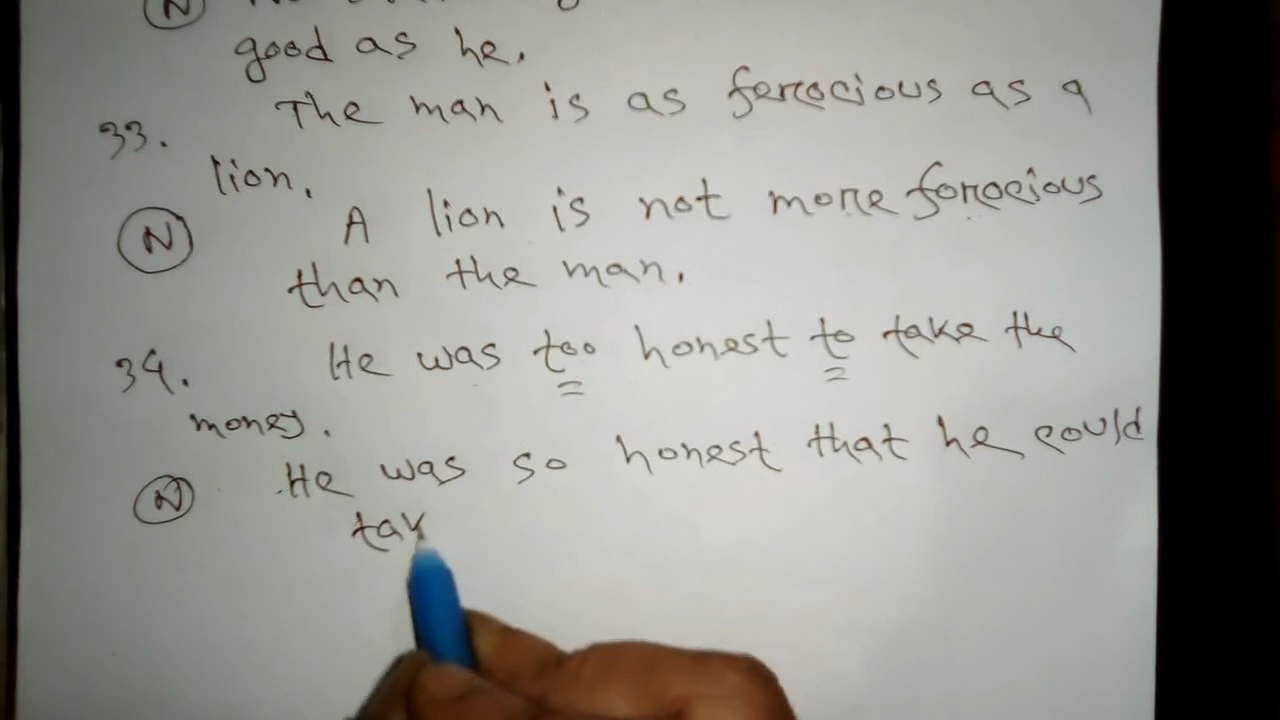 N
good as he.
33. The man is as ferocious as a
lion.
N A lion is not more forocious
than the man.
34. He was too honest to take the
money.
N He was so honest that he could
tak